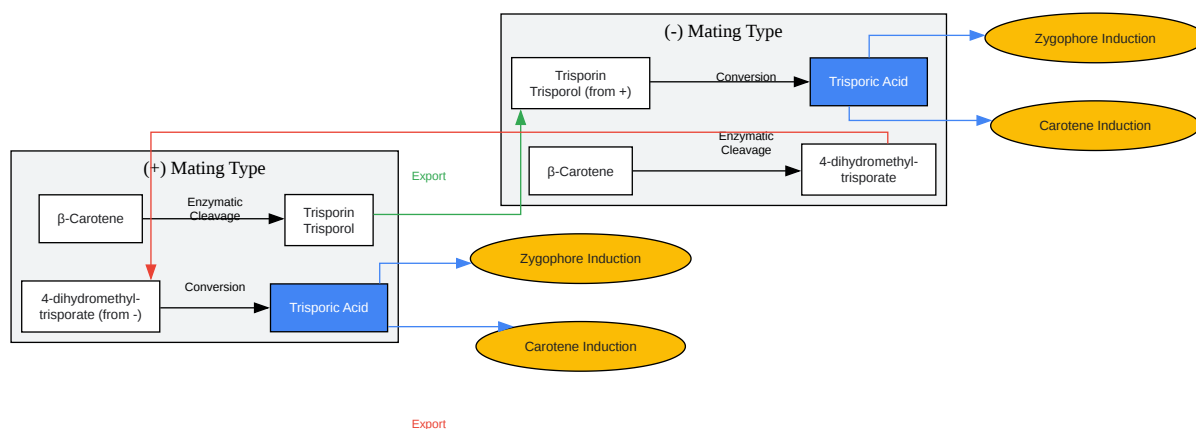 (-) Mating Type
Trisporin
Trisporol (from +)
Conversion
Trisporic Acid
Zygophore Induction
Carotene Induction
Enzymatic
Cleavage
β-Carotene
4-dihydromethyl-
trisporate
(+) Mating Type
Export
β-Carotene
Enzymatic
Cleavage
Trisporin
Trisporol
4-dihydromethyl-
trisporate (from -)
Conversion
Trisporic Acid
Zygophore Induction
Carotene Induction
Export